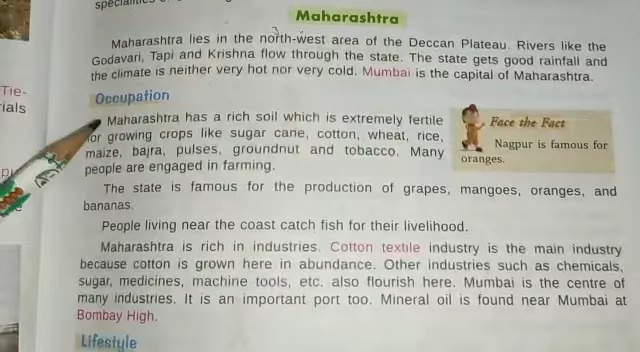 Maharashtra
Maharashtra lies in the north-west area of the Deccan Plateau. Rivers like the
Godavari, Tapi and Krishna flow through the state. The state gets good rainfall and
the climate is neither very hot nor very cold. Mumbai is the capital of Maharashtra.
Tie-
ials
Occupation
Maharashtra has a rich soil which is extremely fertile
for growing crops like sugar cane, cotton, wheat, rice,
maize, bajra, pulses, groundnut and tobacco. Many
people are engaged in farming.
Face the Fact
Nagpur is famous for
oranges.
The state is famous for the production of grapes, mangoes, oranges, and
bananas.
People living near the coast catch fish for their livelihood.
Maharashtra is rich in industries. Cotton textile industry is the main industry
because cotton is grown here in abundance. Other industries such as chemicals,
sugar, medicines, machine tools, etc. also flourish here. Mumbai is the centre of
many industries. It is an important port too. Mineral oil is found near Mumbai at
Bombay High.
Lifestyle